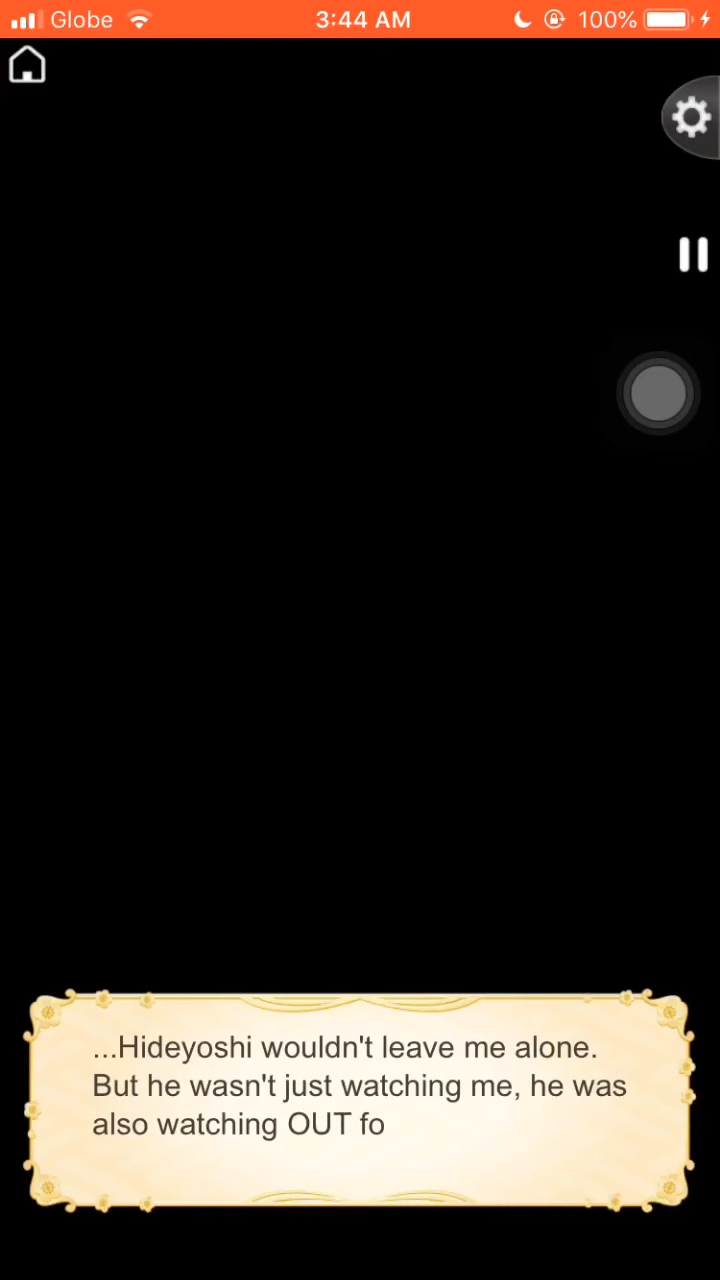 Globe 3:44 AM 100%
...Hideyoshi wouldn't leave me alone.
But he wasn't just watching me, he was
also watching OUT fo